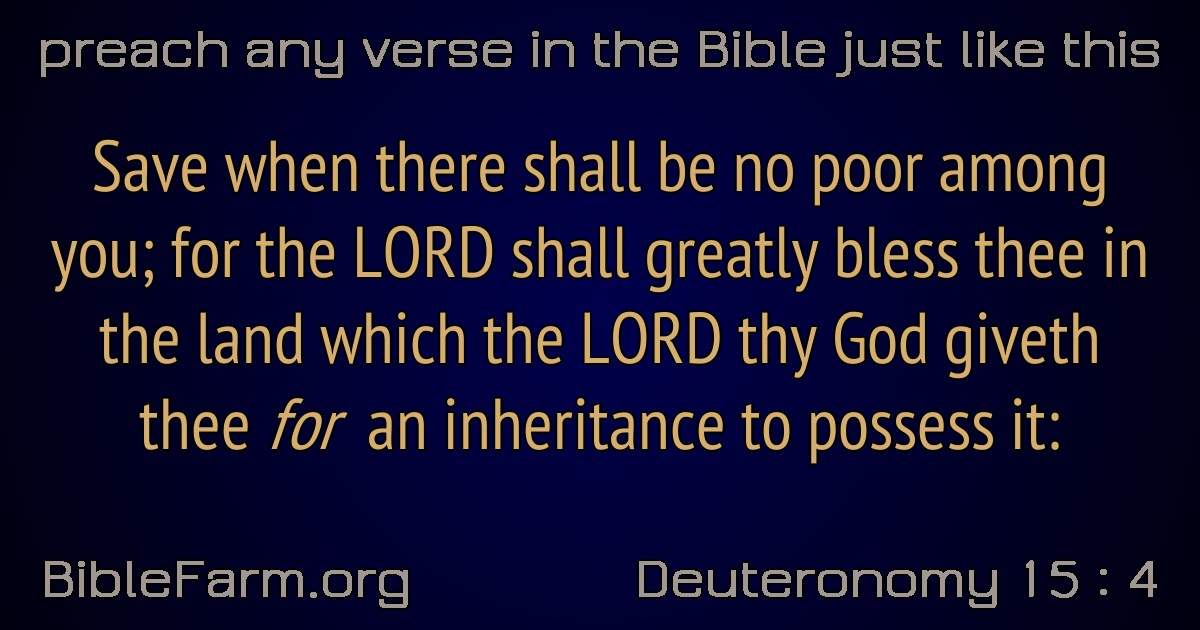 preach any verse in the Bible just like this
Save when there shall be no poor among
you; for the LORD shall greatly bless thee in
the land which the LORD thy God giveth
thee for an inheritance to possess it:
BibleFarm.org
Deuteronomy 15 : 4